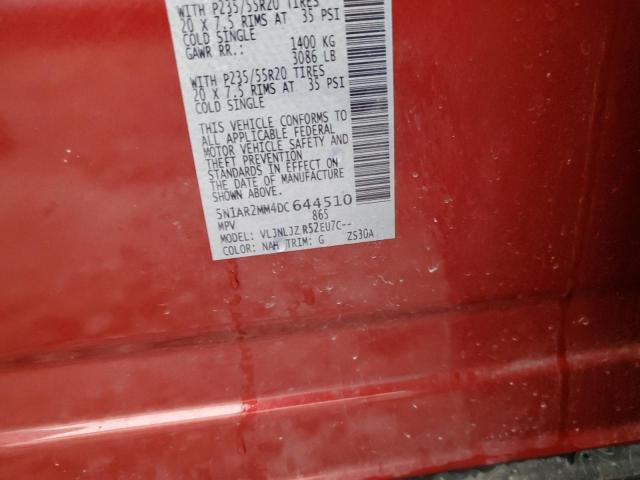 WITH P235/55R20 TIRES
20 X 7.5 RIMS AT 35 PSI
COLD SINGLE
GAWR RR.: 1400 KG
3086 LB
WITH P235/55R20 TIRES
20 X 7.5 RIMS AT 35 PSI
COLD SINGLE
THIS VEHICLE CONFORMS TO
ALL APPLICABLE FEDERAL
MOTOR VEHICLE SAFETY AND
THEFT PREVENTION
STANDARDS IN EFFECT ON
THE DATE OF MANUFACTURE
SHOWN ABOVE.
5N1AR2MM4DC644510
MPV 865
MODEL: VLJNLJZ R52EU7C--
COLOR: NAH TRIM: G ZS30A